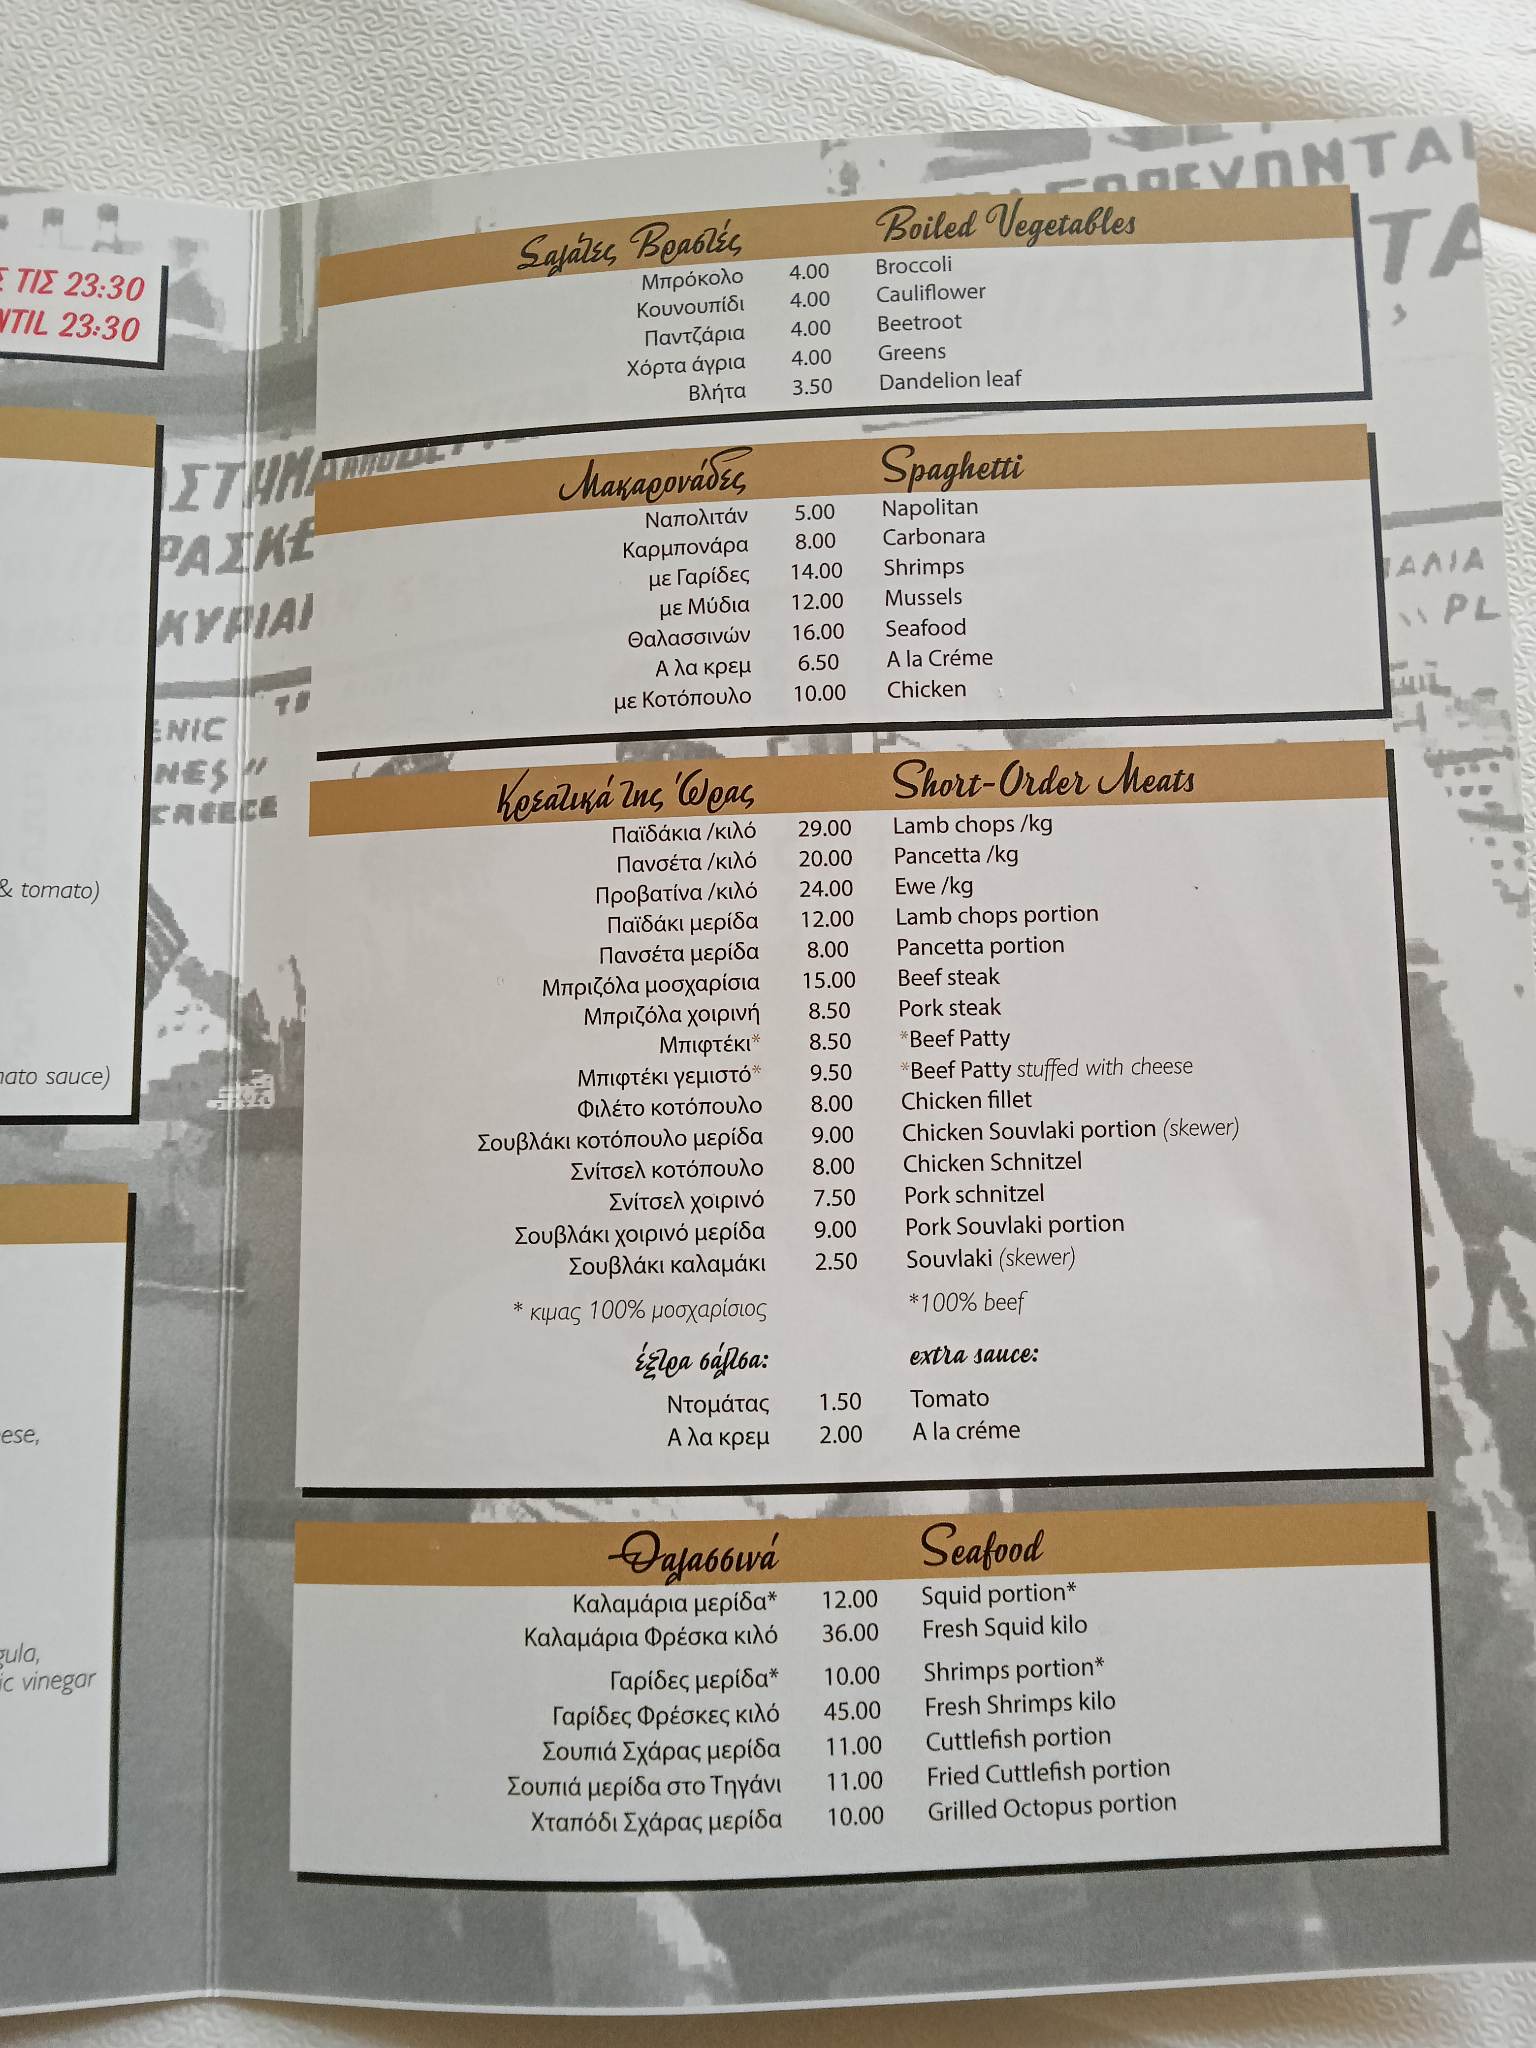 Σ ΤΙΣ 23:30
NTIL 23:30
& tomato)
mato sauce)
ese,
gula,
ic vinegar
ΣΤΗΜΑ
ΡΑΣΚΕ
ΚΥΡΙΑΚ
ENIC
NES"
GREECE
ΤΑ
ΠΑΛΙΑ
" PL
Σαλάτες Βραστές Boiled Vegetables
Μπρόκολο 4.00 Broccoli
Κουνουπίδι 4.00 Cauliflower
Παντζάρια 4.00 Beetroot
Χόρτα άγρια 4.00 Greens
Βλήτα 3.50 Dandelion leaf
Μακαρονάδες Spaghetti
Ναπολιτάν 5.00 Napolitan
Καρμπονάρα 8.00 Carbonara
με Γαρίδες 14.00 Shrimps
με Μύδια 12.00 Mussels
Θαλασσινών 16.00 Seafood
Α λα κρεμ 6.50 A la Créme
με Κοτόπουλο 10.00 Chicken
Κρεατικά της Ώρας Short-Order Meats
Παϊδάκια /κιλό 29.00 Lamb chops /kg
Πανσέτα /κιλό 20.00 Pancetta /kg
Προβατίνα /κιλό 24.00 Ewe /kg
Παϊδάκι μερίδα 12.00 Lamb chops portion
Πανσέτα μερίδα 8.00 Pancetta portion
Μπριζόλα μοσχαρίσια 15.00 Beef steak
Μπριζόλα χοιρινή 8.50 Pork steak
Μπιφτέκι* 8.50 *Beef Patty
Μπιφτέκι γεμιστό* 9.50 *Beef Patty stuffed with cheese
Φιλέτο κοτόπουλο 8.00 Chicken fillet
Σουβλάκι κοτόπουλο μερίδα 9.00 Chicken Souvlaki portion (skewer)
Σνίτσελ κοτόπουλο 8.00 Chicken Schnitzel
Σνίτσελ χοιρινό 7.50 Pork schnitzel
Σουβλάκι χοιρινό μερίδα 9.00 Pork Souvlaki portion
Σουβλάκι καλαμάκι 2.50 Souvlaki (skewer)
* κιμας 100% μοσχαρίσιος *100% beef
έξτρα σάλτσα: extra sauce:
Ντομάτας 1.50 Tomato
Α λα κρεμ 2.00 A la créme
Θαλασσινά Seafood
Καλαμάρια μερίδα* 12.00 Squid portion*
Καλαμάρια Φρέσκα κιλό 36.00 Fresh Squid kilo
Γαρίδες μερίδα* 10.00 Shrimps portion*
Γαρίδες Φρέσκες κιλό 45.00 Fresh Shrimps kilo
Σουπιά Σχάρας μερίδα 11.00 Cuttlefish portion
Σουπιά μερίδα στο Τηγάνι 11.00 Fried Cuttlefish portion
Χταπόδι Σχάρας μερίδα 10.00 Grilled Octopus portion